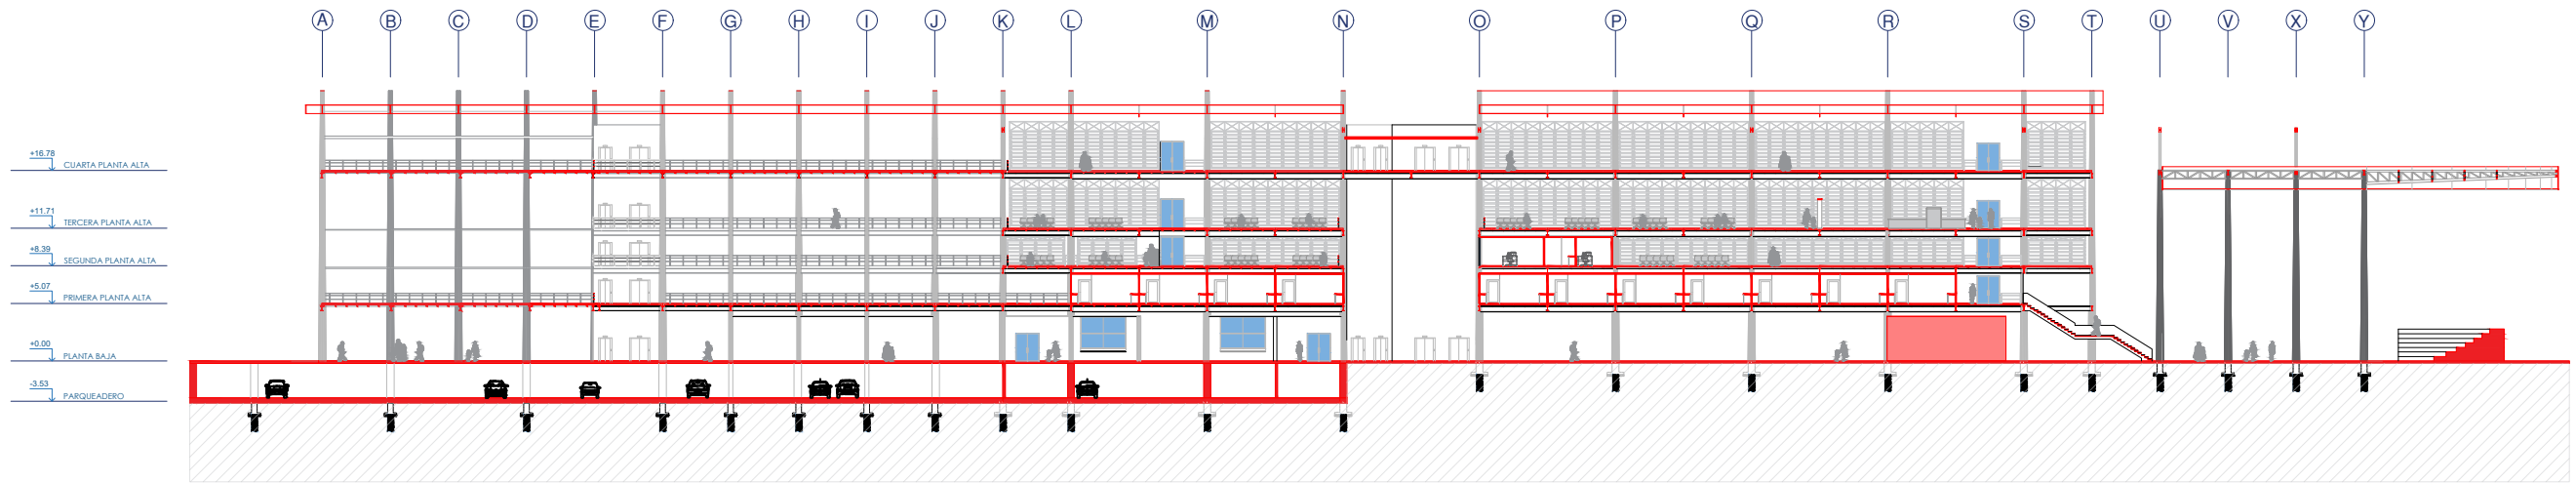 A B C D E F G H I J K L M N O P Q R S T U V X Y
+16.78
CUARTA PLANTA ALTA
+11.71
TERCERA PLANTA ALTA
+8.39
SEGUNDA PLANTA ALTA
+5.07
PRIMERA PLANTA ALTA
+0.00
PLANTA BAJA
-3.53
PARQUEADERO